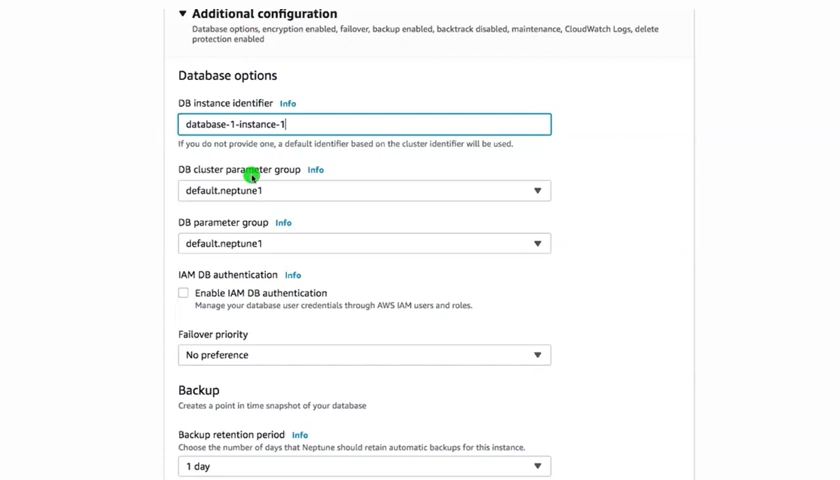 Additional configuration
Database options, encryption enabled, failover, backup enabled, backtrack disabled, maintenance, CloudWatch Logs, delete
protection enabled
Database options
DB instance identifier Info
database-1-instance-1
If you do not provide one, a default identifier based on the cluster identifier will be used.
DB cluster parameter group Info
default.neptune1
DB parameter group Info
default.neptune1
IAM DB authentication Info
Enable IAM DB authentication
Manage your database user credentials through AWS IAM users and roles.
Failover priority
No preference
Backup
Creates a point in time snapshot of your database
Backup retention period Info
Choose the number of days that Neptune should retain automatic backups for this instance.
1 day